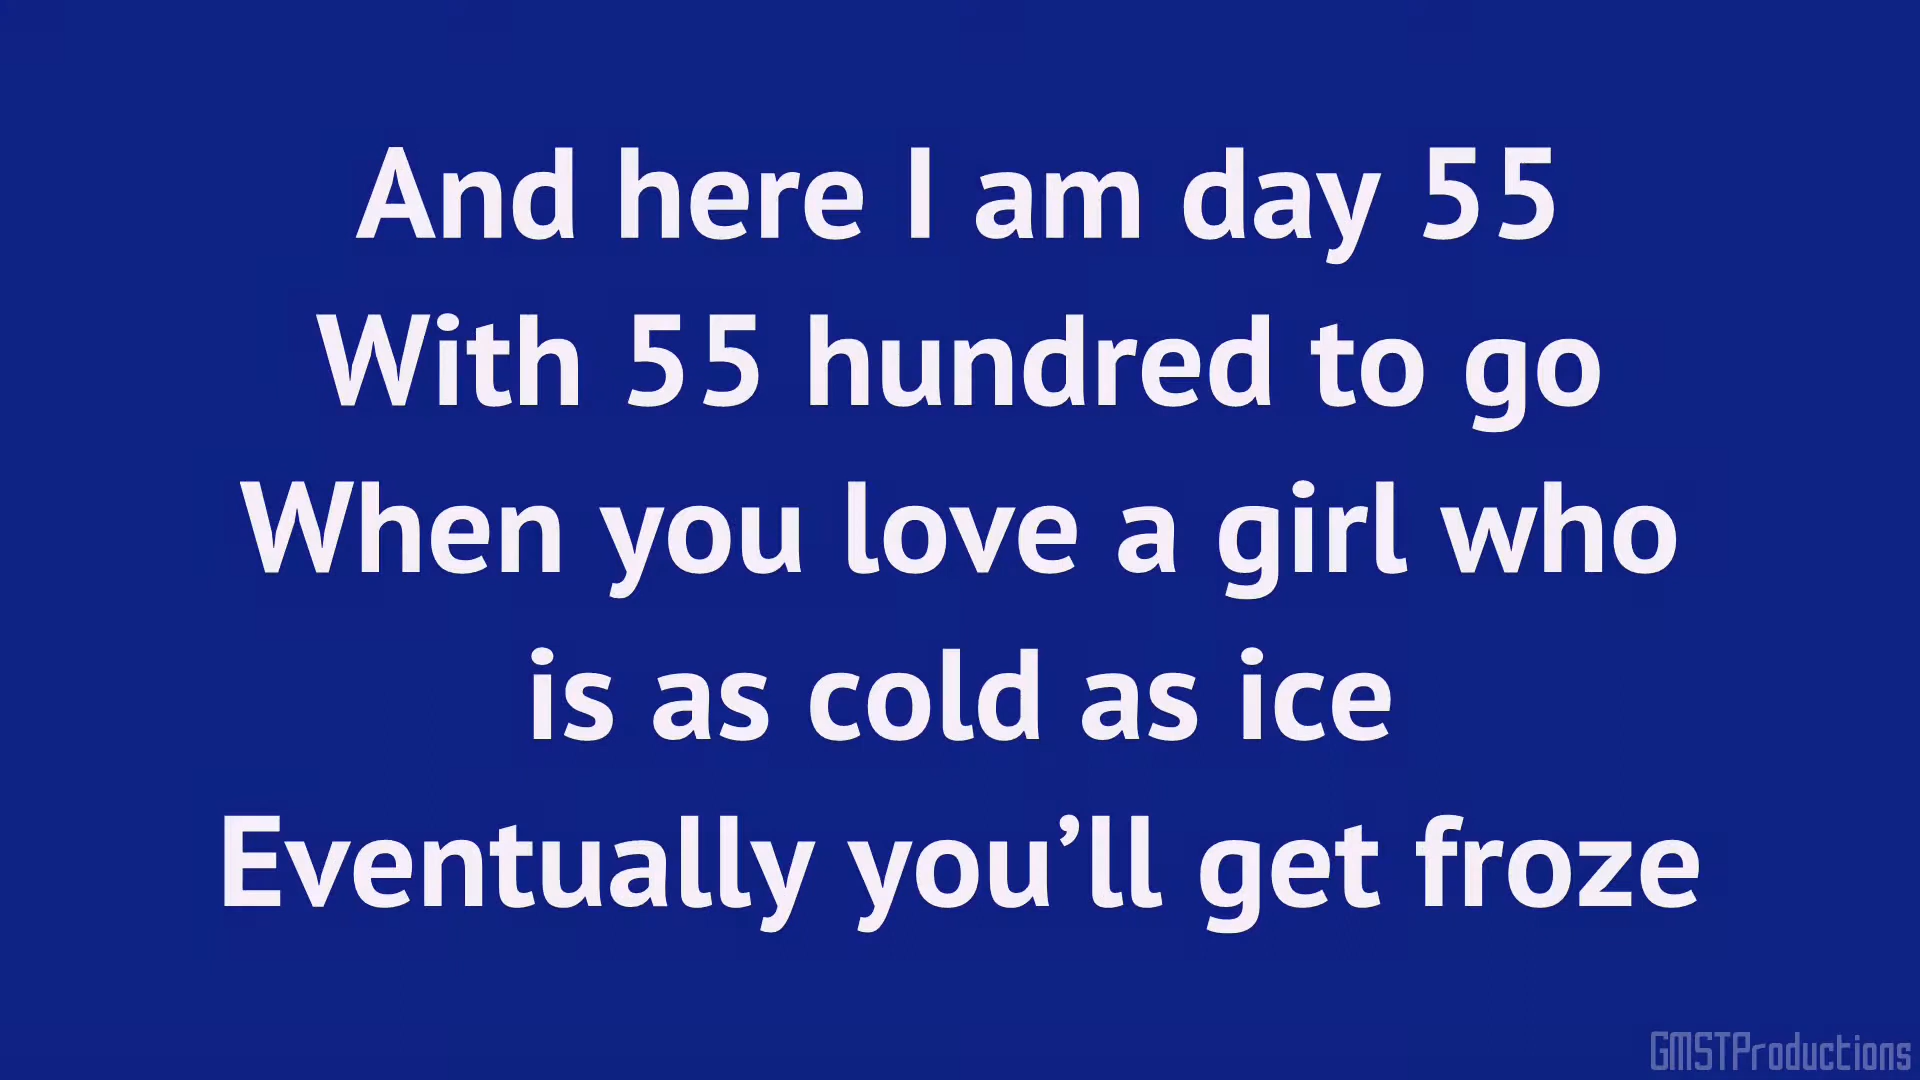 And here I am day 55
With 55 hundred to go
When you love a girl who
is as cold as ice
Eventually you’ll get froze
GMSTProductions